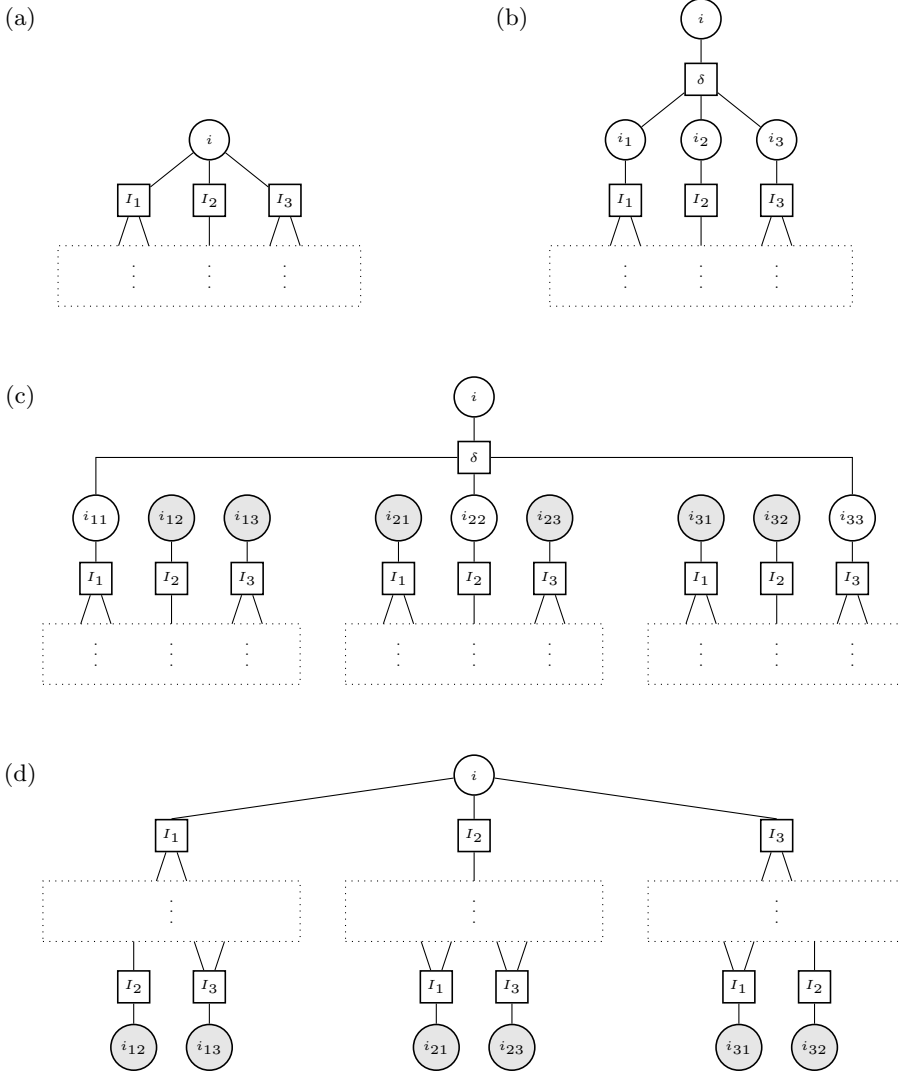 (a) (b)
i
δ
i
i₁ i₂ i₃
I₁ I₂ I₃
I₁ I₂ I₃
(c)
i
δ
i₁₁ i₁₂ i₁₃ i₂₁ i₂₂ i₂₃ i₃₁ i₃₂ i₃₃
I₁ I₂ I₃ I₁ I₂ I₃ I₁ I₂ I₃
(d)
i
I₁ I₂ I₃
I₂ I₃ I₁ I₃ I₁ I₂
i₁₂ i₁₃ i₂₁ i₂₃ i₃₁ i₃₂